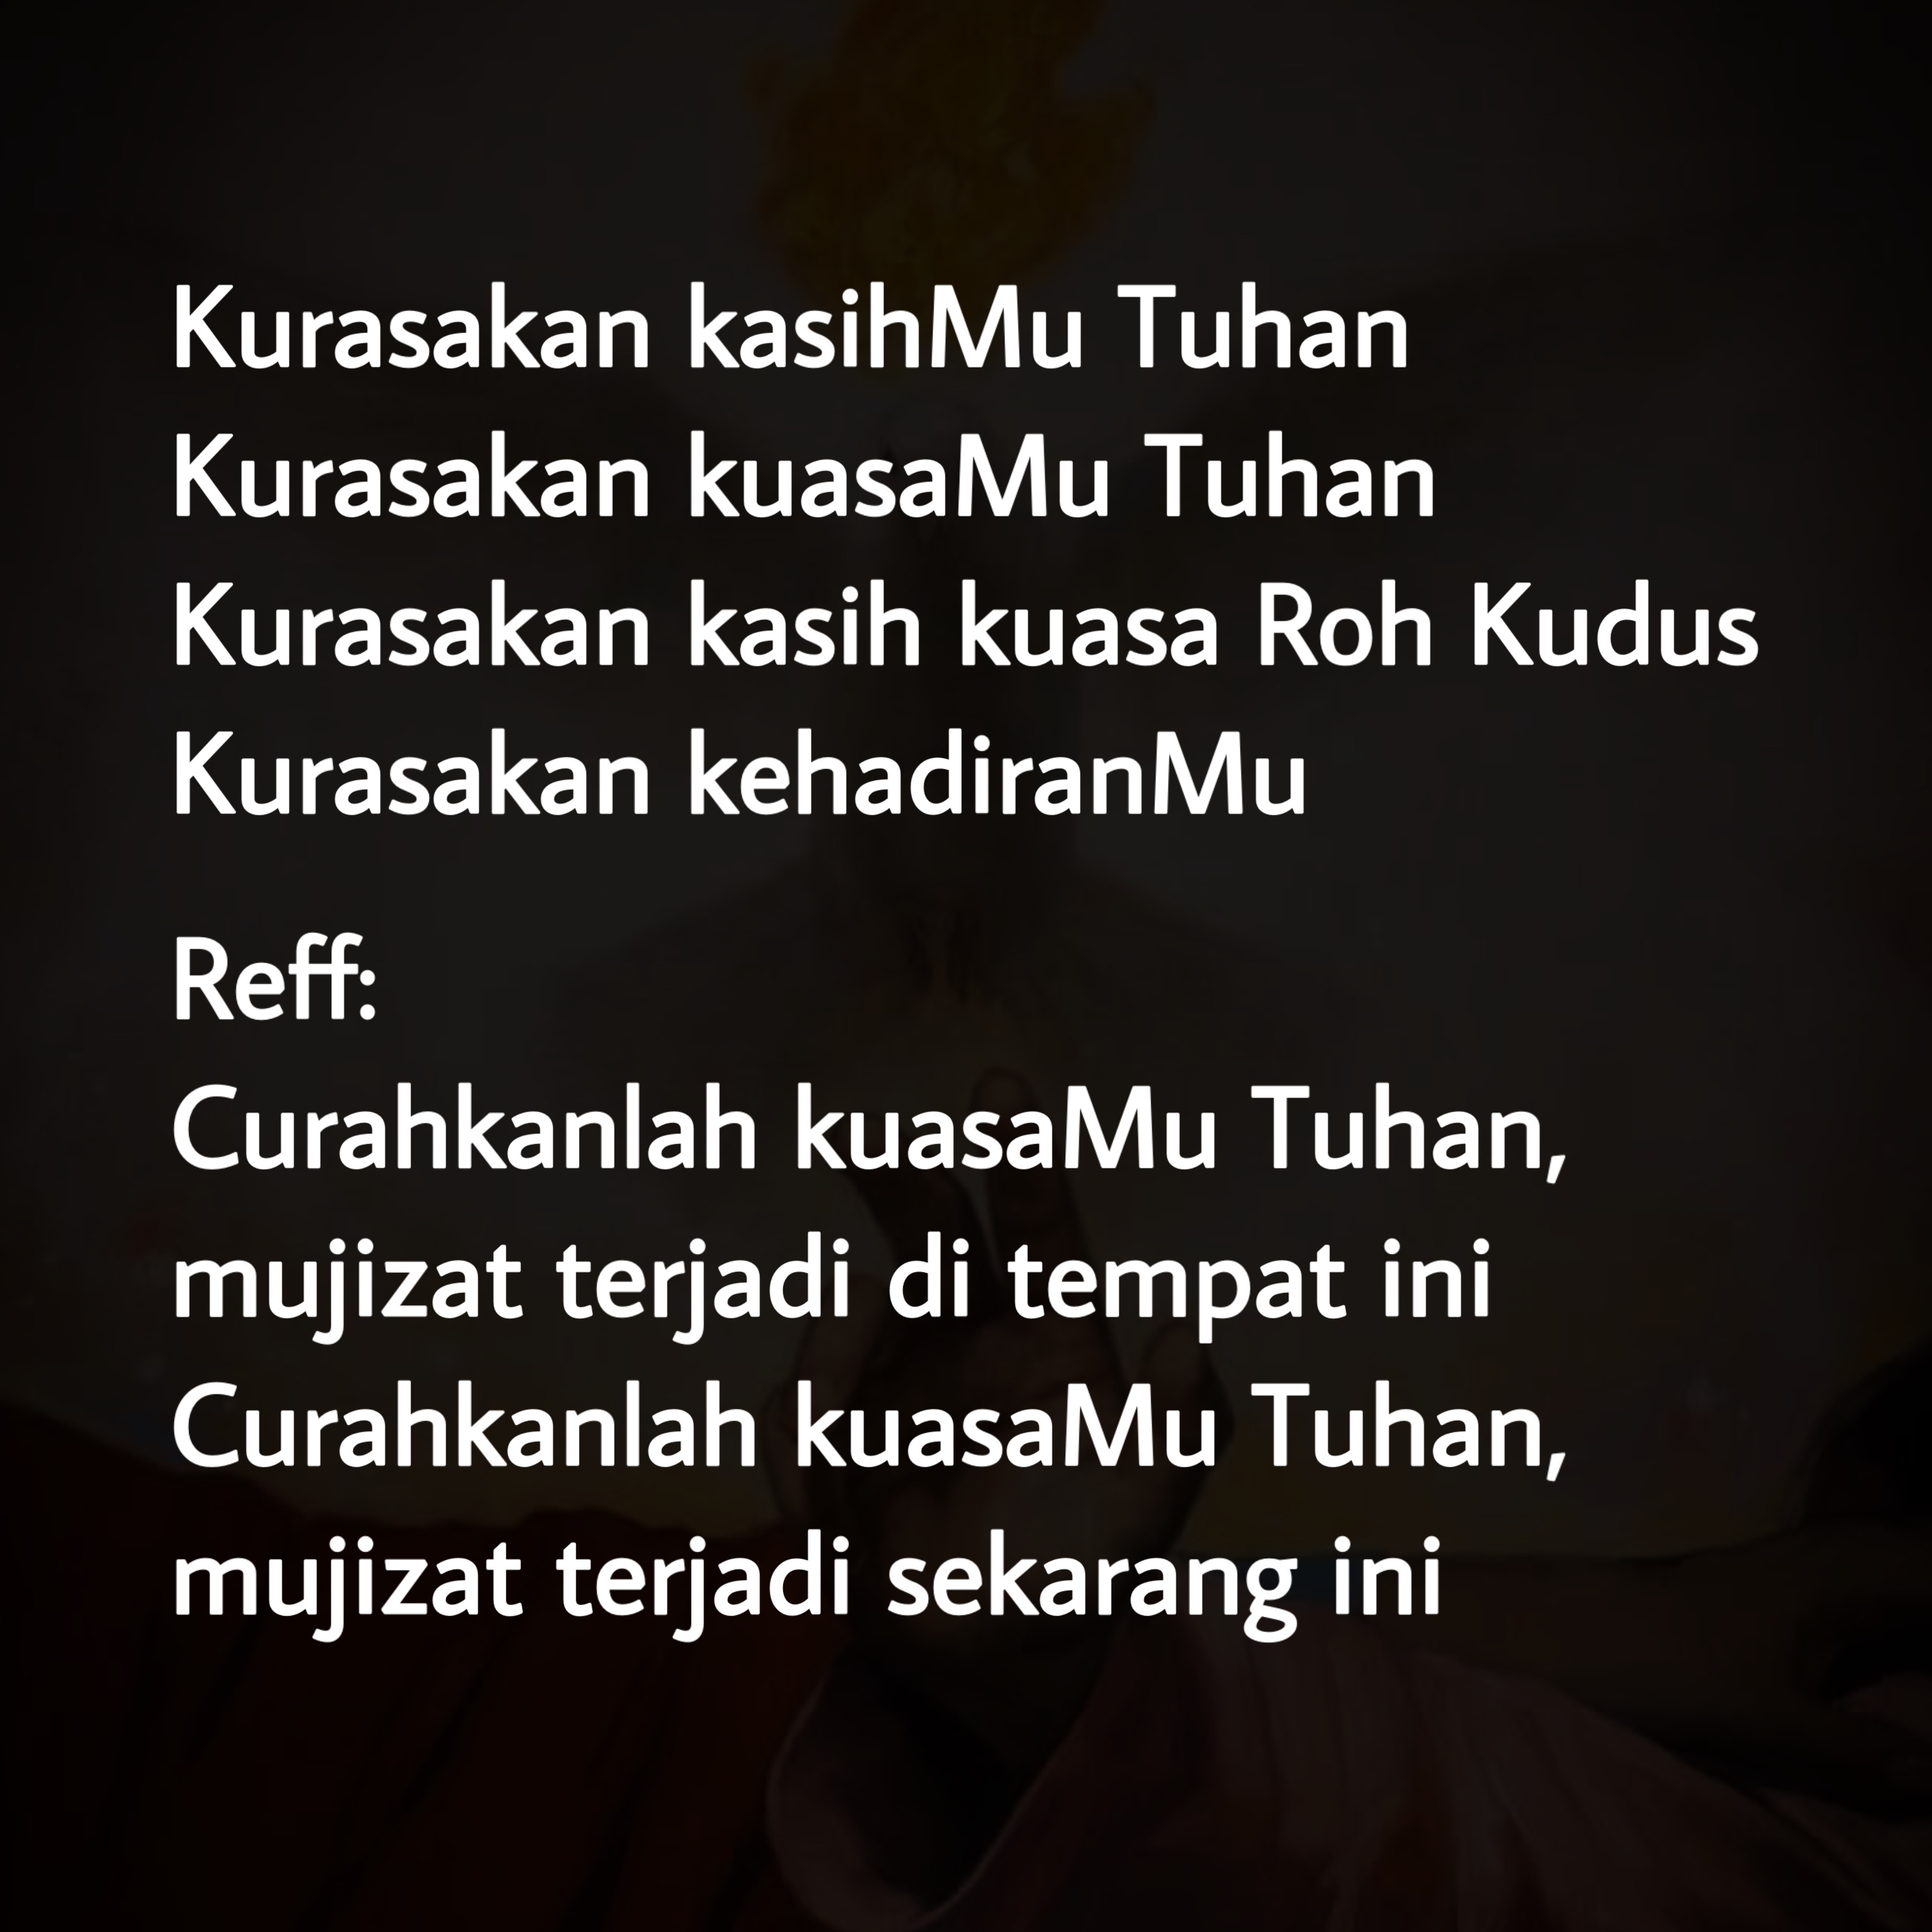 Kurasakan kasihMu Tuhan
Kurasakan kuasaMu Tuhan
Kurasakan kasih kuasa Roh Kudus
Kurasakan kehadiranMu
Reff:
Curahkanlah kuasaMu Tuhan,
mujizat terjadi di tempat ini
Curahkanlah kuasaMu Tuhan,
mujizat terjadi sekarang ini